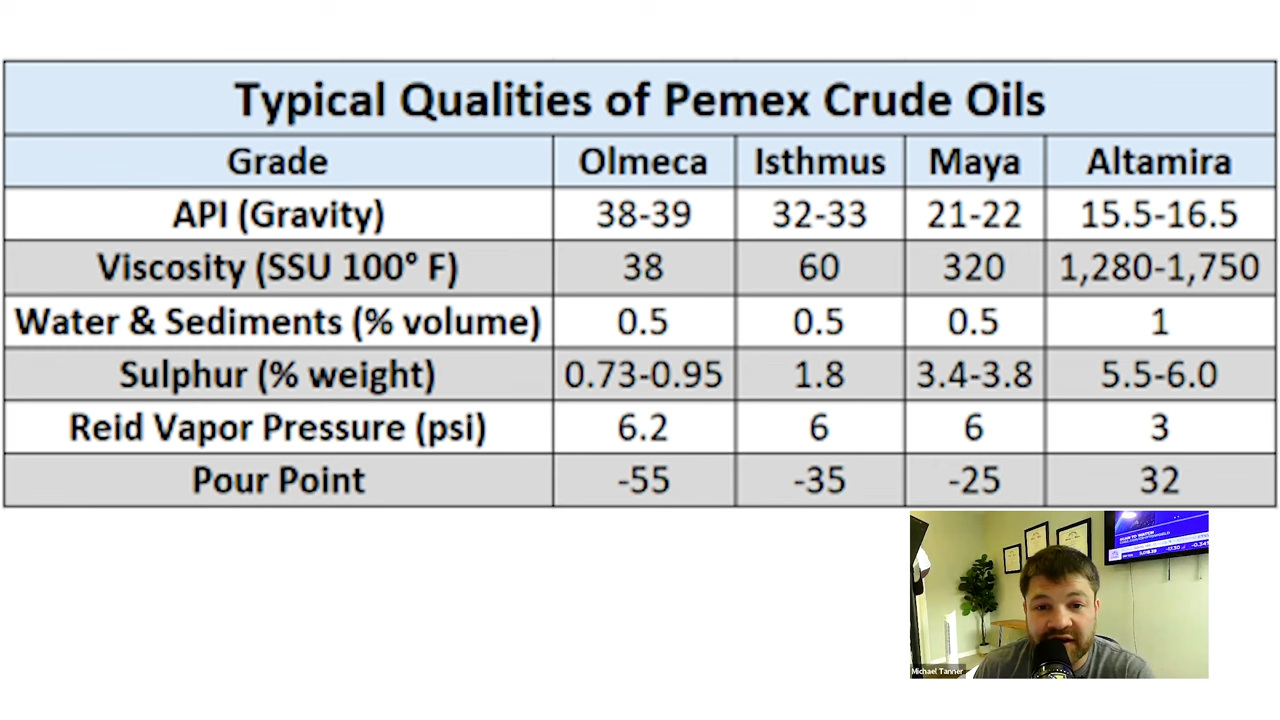 Typical Qualities of Pemex Crude Oils
Grade Olmeca Isthmus Maya Altamira
API (Gravity) 38-39 32-33 21-22 15.5-16.5
Viscosity (SSU 100° F) 38 60 320 1,280-1,750
Water & Sediments (% volume) 0.5 0.5 0.5 1
Sulphur (% weight) 0.73-0.95 1.8 3.4-3.8 5.5-6.0
Reid Vapor Pressure (psi) 6.2 6 6 3
Pour Point -55 -35 -25 32
Michael Tanner